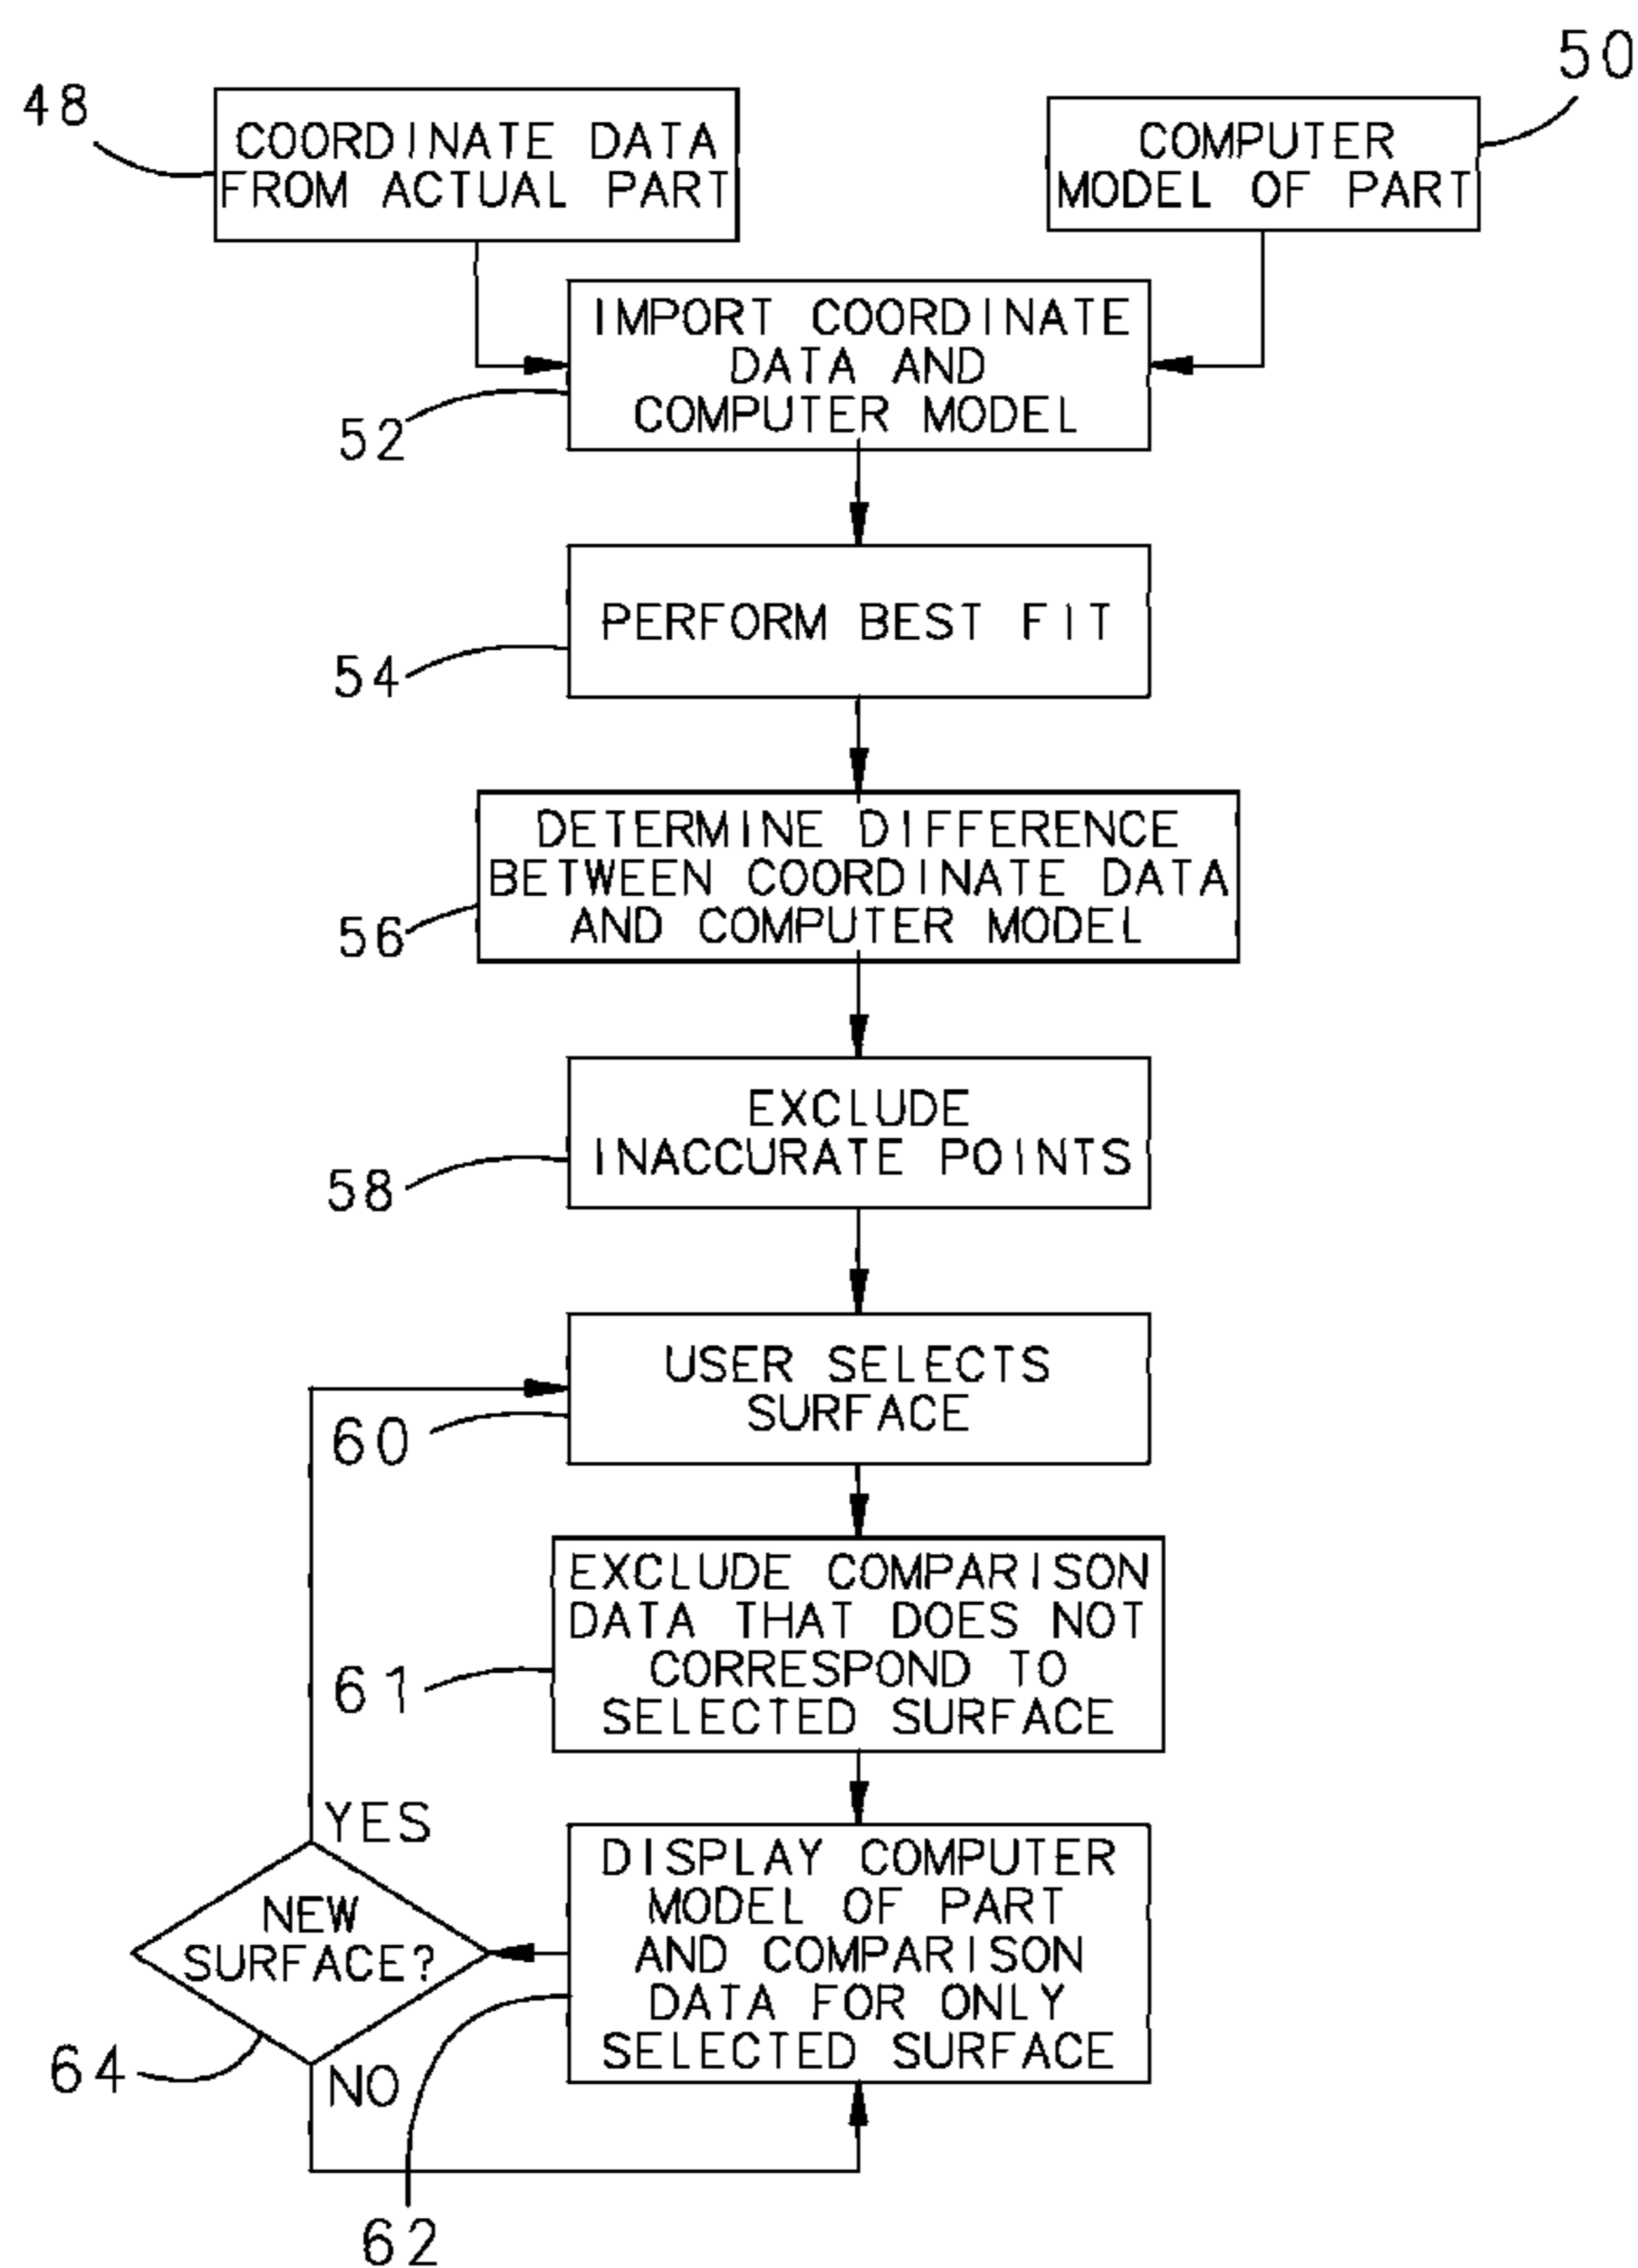 50
48
COORDINATE DATA
FROM ACTUAL PART
COMPUTER
MODEL OF PART
IMPORT COORDINATE
DATA AND
COMPUTER MODEL
52
PERFORM BEST FIT
54
DETERMINE DIFFERENCE
BETWEEN COORDINATE DATA
AND COMPUTER MODEL
56
EXCLUDE
INACCURATE POINTS
58
USER SELECTS
SURFACE
60
EXCLUDE COMPARISON
DATA THAT DOES NOT
CORRESPOND TO
SELECTED SURFACE
61
YES
NEW
SURFACE?
DISPLAY COMPUTER
MODEL OF PART
AND COMPARISON
DATA FOR ONLY
SELECTED SURFACE
64
NO
62